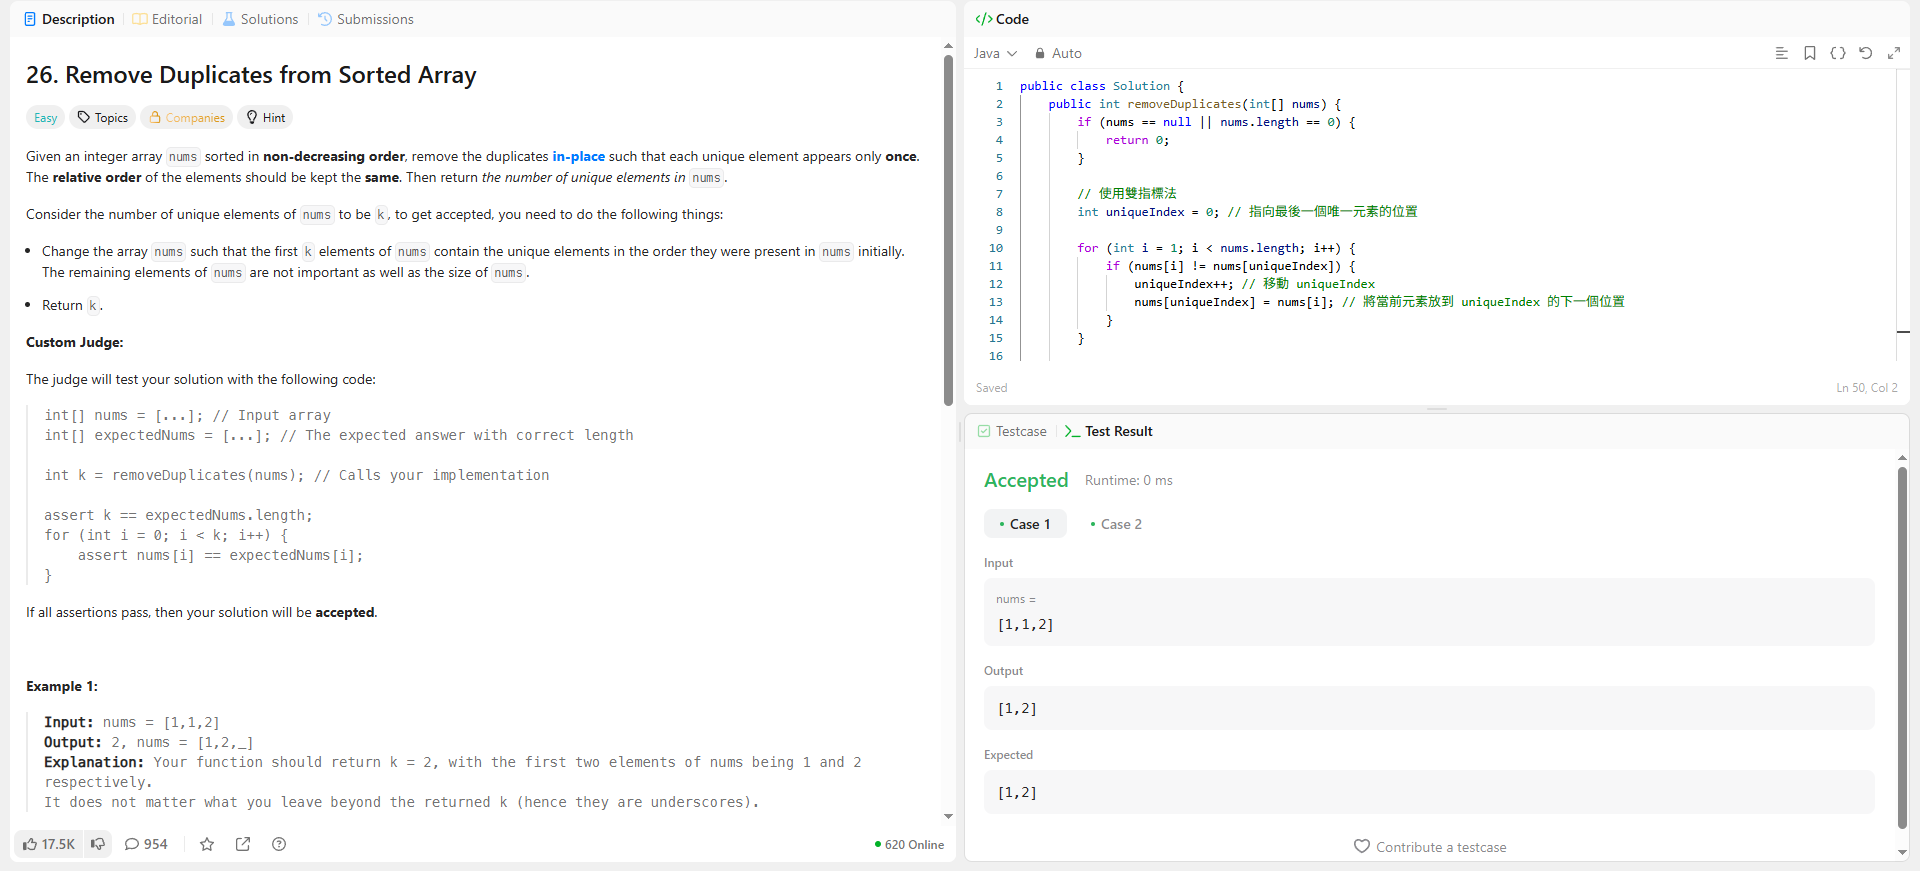 Description
Editorial
Solutions
Submissions
26. Remove Duplicates from Sorted Array
Easy
Topics
Companies
Hint
Given an integer array nums sorted in non-decreasing order, remove the duplicates in-place such that each unique element appears only once.
The relative order of the elements should be kept the same. Then return the number of unique elements in nums.
Consider the number of unique elements of nums to be k, to get accepted, you need to do the following things:
• Change the array nums such that the first k elements of nums contain the unique elements in the order they were present in nums initially.
The remaining elements of nums are not important as well as the size of nums.
• Return k.
Custom Judge:
The judge will test your solution with the following code:
int[] nums = [...]; // Input array
int[] expectedNums = [...]; // The expected answer with correct length
int k = removeDuplicates(nums); // Calls your implementation
assert k == expectedNums.length;
for (int i = 0; i < k; i++) {
    assert nums[i] == expectedNums[i];
}
If all assertions pass, then your solution will be accepted.
Example 1:
Input: nums = [1,1,2]
Output: 2, nums = [1,2,_]
Explanation: Your function should return k = 2, with the first two elements of nums being 1 and 2
respectively.
It does not matter what you leave beyond the returned k (hence they are underscores).
17.5K
954
620 Online
</> Code
Java
Auto
1 public class Solution {
2     public int removeDuplicates(int[] nums) {
3         if (nums == null || nums.length == 0) {
4             return 0;
5         }
6
7         // 使用雙指標法
8         int uniqueIndex = 0; // 指向最後一個唯一元素的位置
9
10         for (int i = 1; i < nums.length; i++) {
11             if (nums[i] != nums[uniqueIndex]) {
12                 uniqueIndex++; // 移動 uniqueIndex
13                 nums[uniqueIndex] = nums[i]; // 將當前元素放到 uniqueIndex 的下一個位置
14             }
15         }
16
Saved
Ln 50, Col 2
Testcase
Test Result
Accepted
Runtime: 0 ms
• Case 1
• Case 2
Input
nums =
[1,1,2]
Output
[1,2]
Expected
[1,2]
Contribute a testcase